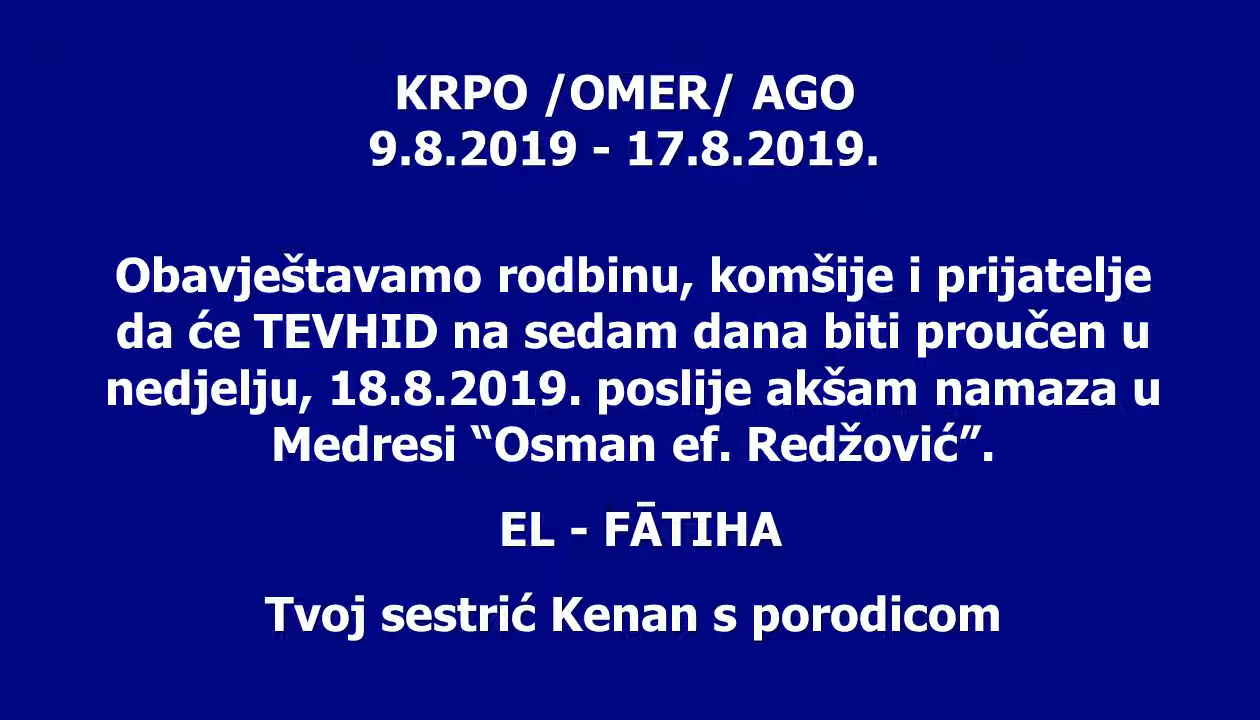 KRPO /OMER/ AGO
9.8.2019 - 17.8.2019.
Obavještavamo rodbinu, komšije i prijatelje
da će TEVHID na sedam dana biti proučen u
nedjelju, 18.8.2019. poslije akšam namaza u
Medresi “Osman ef. Redžović”.
EL - FĀTIHA
Tvoj sestrić Kenan s porodicom